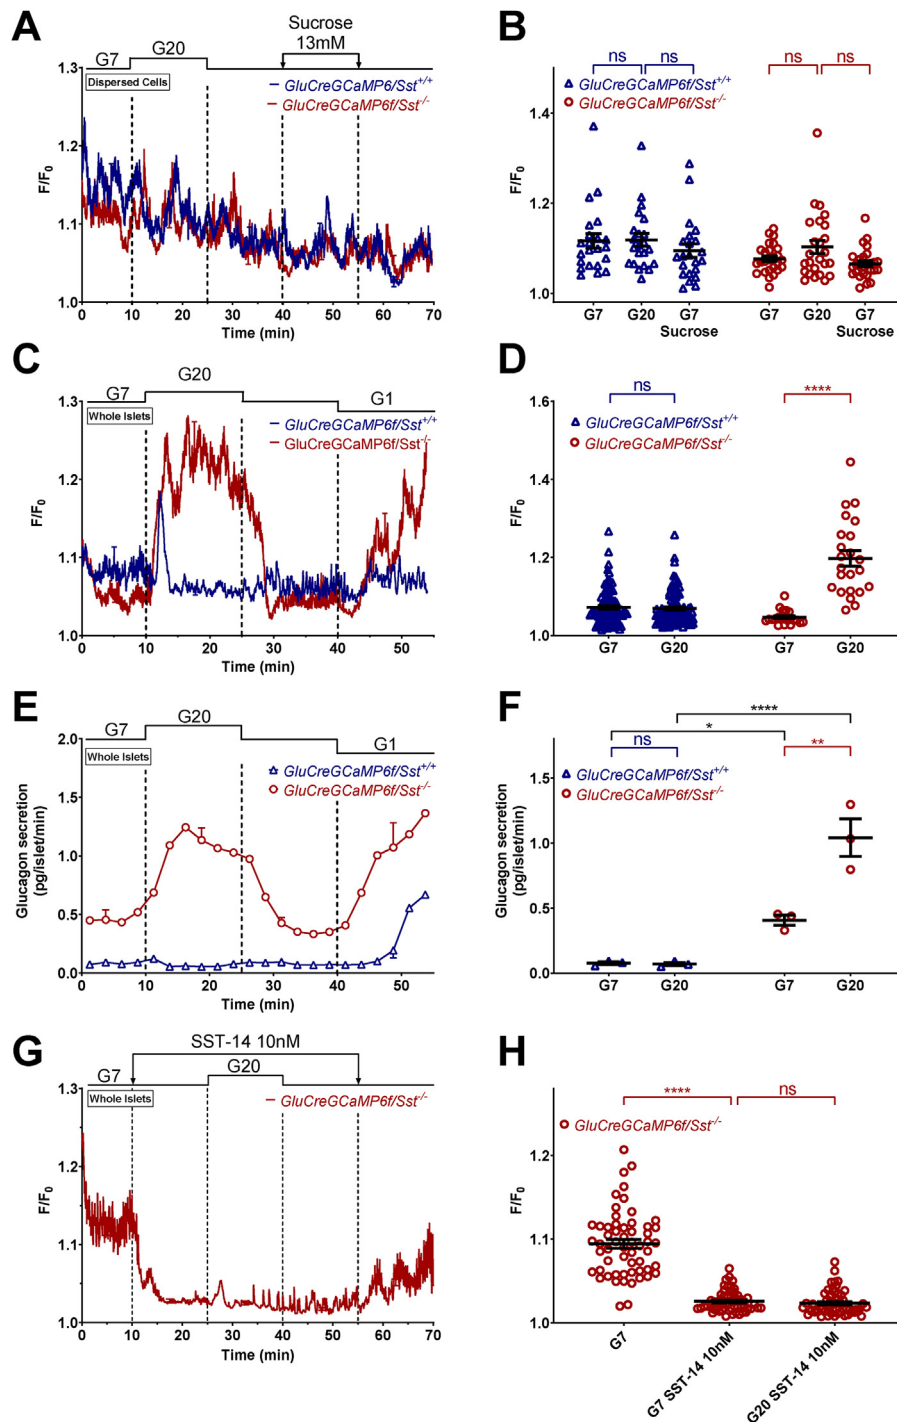 A
Sucrose
13mM
G7
G20
Dispersed Cells
GluCreGCaMP6/Sst+/+
GluCreGCaMP6f/Sst-/-
F/F0
1.3
1.2
1.1
1.0
0 10 20 30 40 50 60 70
Time (min)
B
ns ns ns ns
GluCreGCaMP6f/Sst+/+
GluCreGCaMP6f/Sst-/-
F/F0
1.4
1.2
1.0
G7 G20 G7 G7 G20 G7
Sucrose Sucrose
C
G7
G20
G1
Whole Islets
GluCreGCaMP6f/Sst+/+
GluCreGCaMP6f/Sst-/-
F/F0
1.3
1.2
1.1
1.0
0 10 20 30 40 50
Time (min)
D
ns ****
GluCreGCaMP6f/Sst+/+
GluCreGCaMP6f/Sst-/-
F/F0
1.6
1.4
1.2
1.0
G7 G20 G7 G20
E
G7
G20
G1
Whole Islets
GluCreGCaMP6f/Sst+/+
GluCreGCaMP6f/Sst-/-
Glucagon secretion
(pg/islet/min)
2.0
1.5
1.0
0.5
0.0
0 10 20 30 40 50
Time (min)
F
****
*
ns **
GluCreGCaMP6f/Sst+/+
GluCreGCaMP6f/Sst-/-
Glucagon secretion
(pg/islet/min)
1.5
1.0
0.5
0.0
G7 G20 G7 G20
G
SST-14 10nM
G7
G20
Whole Islets
GluCreGCaMP6f/Sst-/-
F/F0
1.3
1.2
1.1
1.0
0 10 20 30 40 50 60 70
Time (min)
H
**** ns
GluCreGCaMP6f/Sst-/-
F/F0
1.2
1.1
1.0
G7
G7 SST-14 10nM
G20 SST-14 10nM